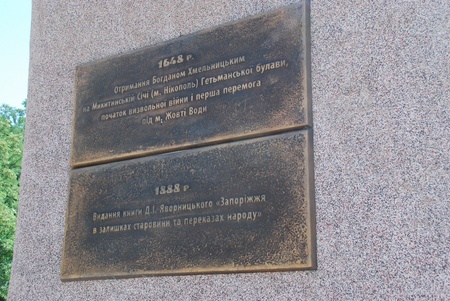 1648 р.
Отримання Богданом Хмельницьким
на Микитинській Січі (м. Нікополь) Гетьманської булави,
початок визвольної війни і перша перемога
під м. Жовті Води
1888 р.
Видання книги Д.І. Яворницького «Запоріжжя
в залишках старовини та переказах народу»